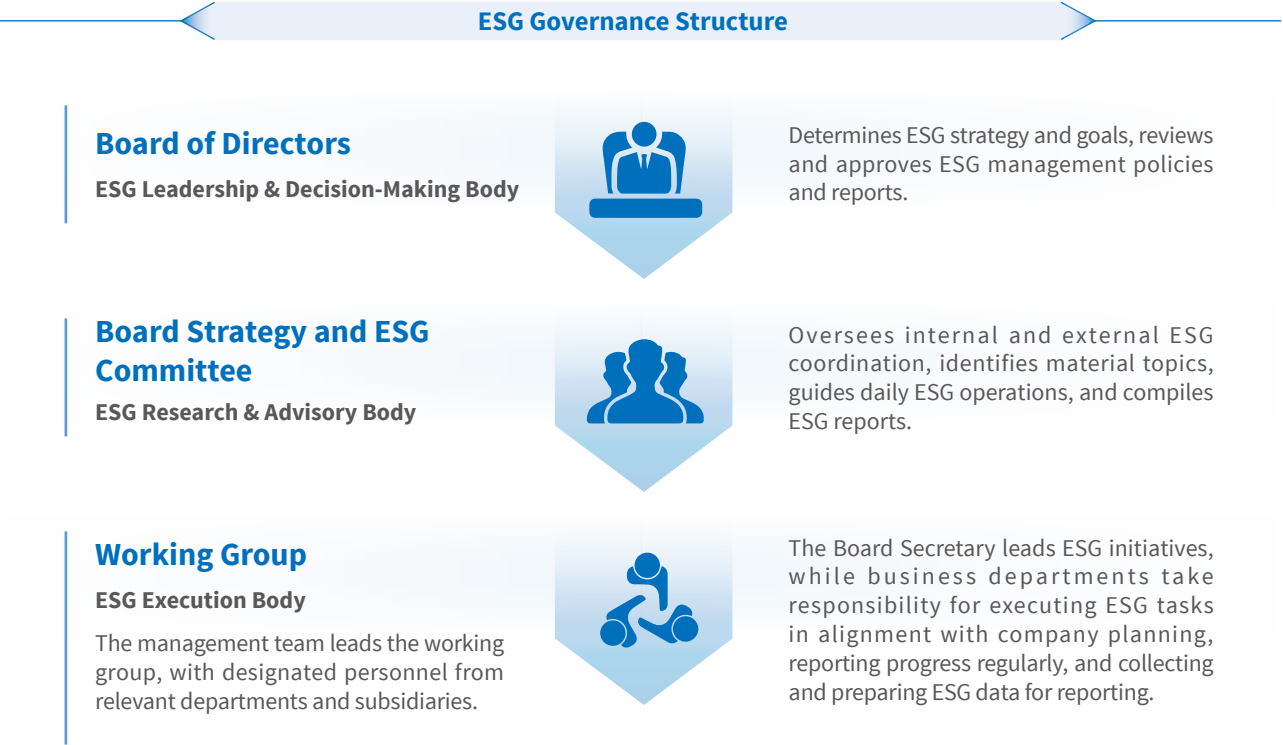 ESG Governance Structure
Board of Directors
ESG Leadership & Decision-Making Body
Determines ESG strategy and goals, reviews
and approves ESG management policies
and reports.
Board Strategy and ESG
Committee
ESG Research & Advisory Body
Oversees internal and external ESG
coordination, identifies material topics,
guides daily ESG operations, and compiles
ESG reports.
Working Group
ESG Execution Body
The management team leads the working
group, with designated personnel from
relevant departments and subsidiaries.
The Board Secretary leads ESG initiatives,
while business departments take
responsibility for executing ESG tasks
in alignment with company planning,
reporting progress regularly, and collecting
and preparing ESG data for reporting.